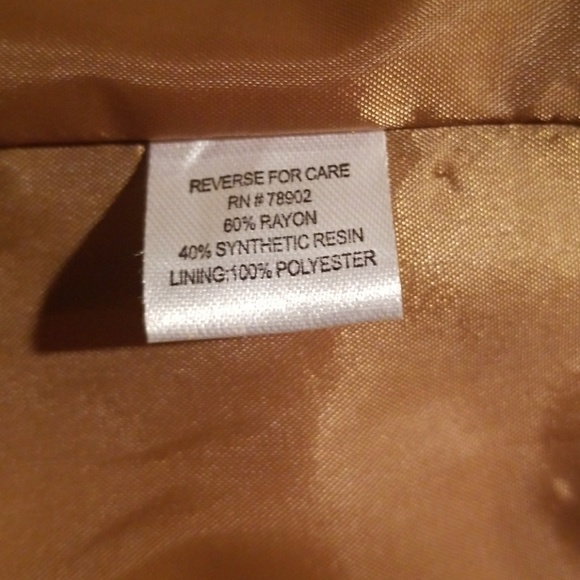 REVERSE FOR CARE
RN # 78902
60% RAYON
40% SYNTHETIC RESIN
LINING:100% POLYESTER